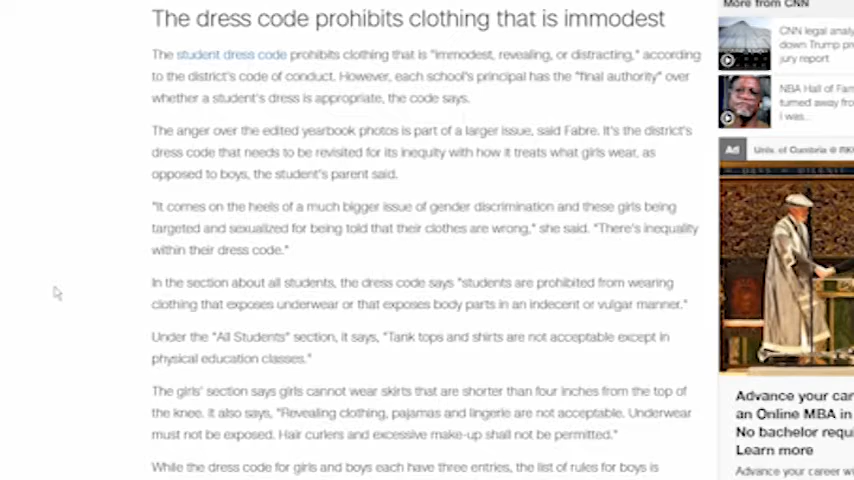 The dress code prohibits clothing that is immodest
The student dress code prohibits clothing that is "immodest, revealing, or distracting," according
to the district's code of conduct. However, each school's principal has the "final authority" over
whether a student's dress is appropriate, the code says.
The anger over the edited yearbook photos is part of a larger issue, said Fabre. It's the district's
dress code that needs to be revisited for its inequity with how it treats what girls wear, as
opposed to boys, the student's parent said.
"It comes on the heels of a much bigger issue of gender discrimination and these girls being
targeted and sexualized for being told that their clothes are wrong," she said. "There's inequality
within their dress code."
In the section about all students, the dress code says "students are prohibited from wearing
clothing that exposes underwear or that exposes body parts in an indecent or vulgar manner."
Under the "All Students" section, it says, "Tank tops and shirts are not acceptable except in
physical education classes."
The girls' section says girls cannot wear skirts that are shorter than four inches from the top of
the knee. It also says, "Revealing clothing, pajamas and lingerie are not acceptable. Underwear
must not be exposed. Hair curlers and excessive make-up shall not be permitted."
While the dress code for girls and boys each have three entries, the list of rules for boys is
More from CNN
CNN legal analy
down Trump pr
jury report
NBA Hall of Fam
turned away fro
I was...
Ad
Univ. of Cumbria @ RK
Advance your car
an Online MBA in
No bachelor requi
Learn more
Advance your career w